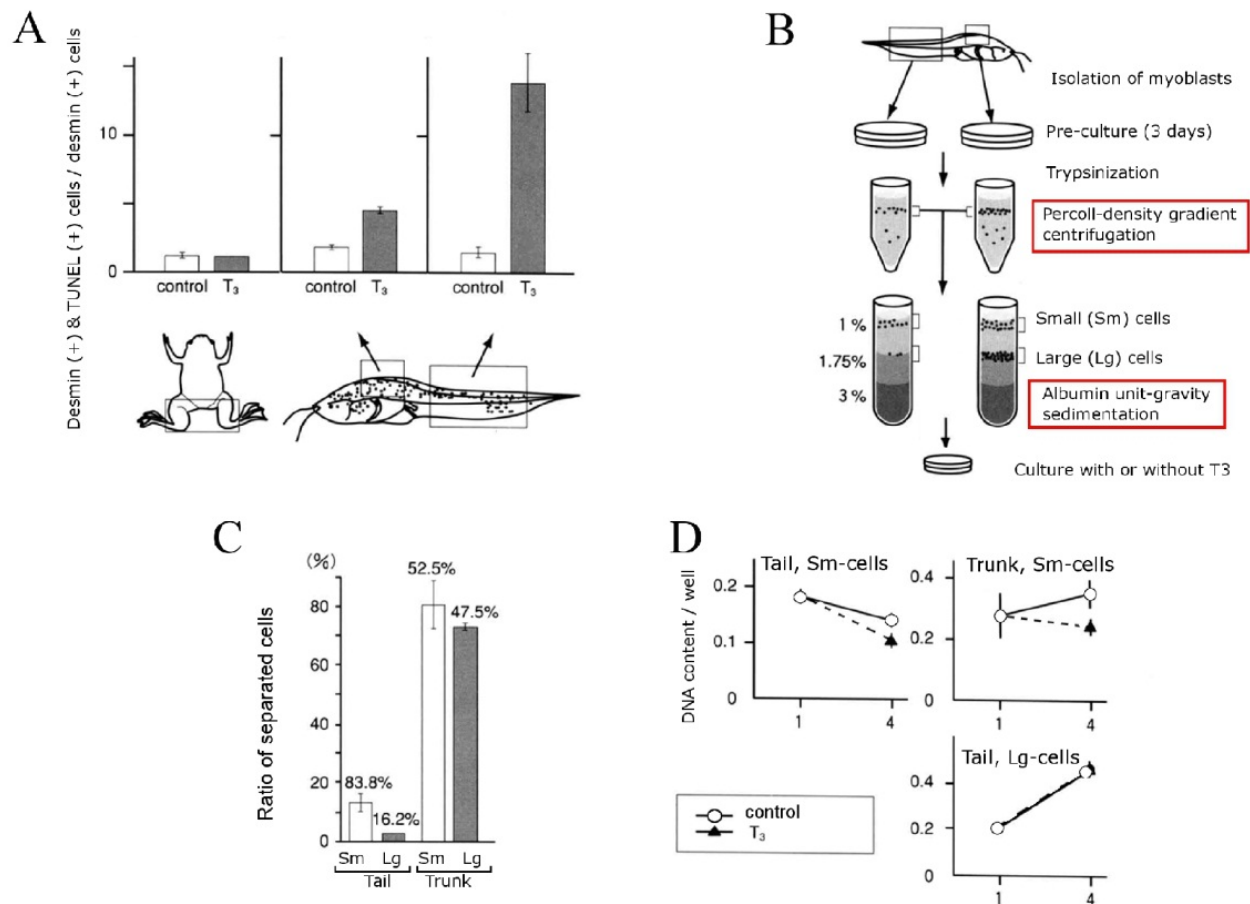 A
Desmin (+) & TUNEL (+) cells / desmin (+) cells
10
0
control T₃
control T₃
control T₃
B
Isolation of myoblasts
Pre-culture (3 days)
Trypsinization
Percoll-density gradient
centrifugation
1 %
Small (Sm) cells
1.75%
Large (Lg) cells
3 %
Albumin unit-gravity
sedimentation
Culture with or without T3
C
(%)
Ratio of separated cells
80
60
40
20
0
83.8%
16.2%
52.5%
47.5%
Sm Lg Sm Lg
Tail Trunk
D
DNA content / well
Tail, Sm-cells
0.2
0.1
0
1 4
Trunk, Sm-cells
0.4
0.2
0
1 4
Tail, Lg-cells
0.4
0.2
0
1 4
control
T₃